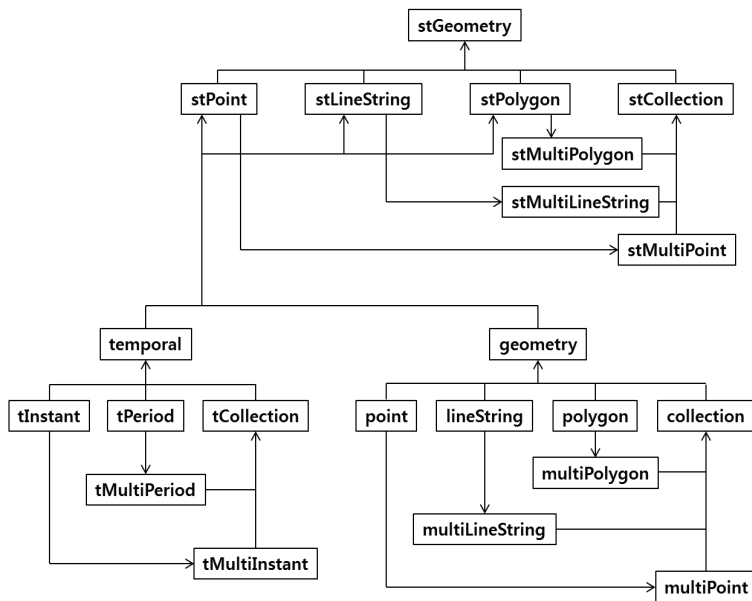 stGeometry
stPoint
stLineString
stPolygon
stCollection
stMultiPolygon
stMultiLineString
stMultiPoint
temporal
geometry
tInstant
tPeriod
tCollection
point
lineString
polygon
collection
tMultiPeriod
multiPolygon
multiLineString
tMultiInstant
multiPoint